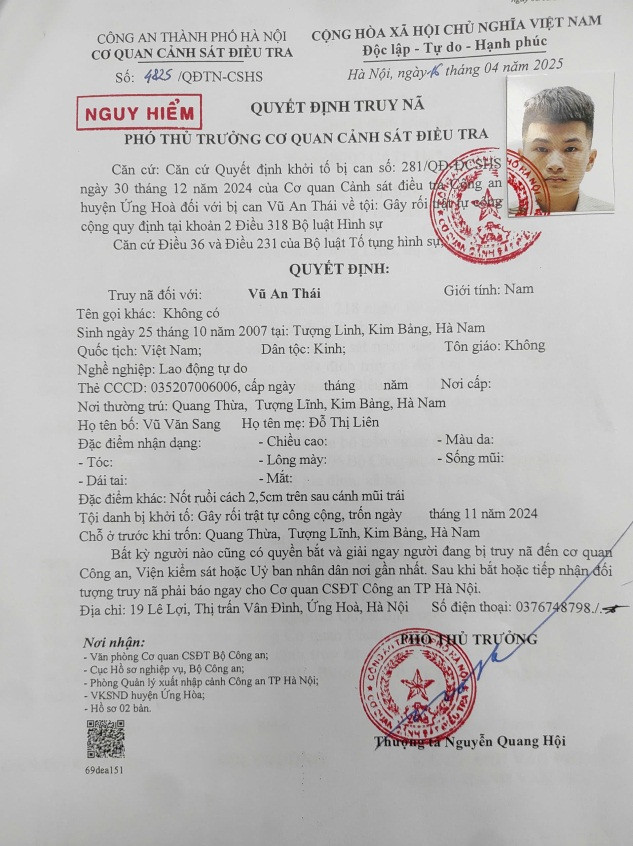 CÔNG AN THÀNH PHỐ HÀ NỘI
CƠ QUAN CẢNH SÁT ĐIỀU TRA
Số: 4825 /QĐTN-CSHS
CỘNG HÒA XÃ HỘI CHỦ NGHĨA VIỆT NAM
Độc lập - Tự do - Hạnh phúc
Hà Nội, ngày 16 tháng 04 năm 2025
NGUY HIỂM
QUYẾT ĐỊNH TRUY NÃ
PHÓ THỦ TRƯỞNG CƠ QUAN CẢNH SÁT ĐIỀU TRA
Căn cứ: Căn cứ Quyết định khởi tố bị can số: 281/QĐ-ĐCSHS
ngày 30 tháng 12 năm 2024 của Cơ quan Cảnh sát điều tra Công an
huyện Ứng Hoà đối với bị can Vũ An Thái về tội: Gây rối trật tự công
cộng quy định tại khoản 2 Điều 318 Bộ luật Hình sự
Căn cứ Điều 36 và Điều 231 của Bộ luật Tố tụng hình sự,
QUYẾT ĐỊNH:
Truy nã đối với: Vũ An Thái Giới tính: Nam
Tên gọi khác: Không có
Sinh ngày 25 tháng 10 năm 2007 tại: Tượng Linh, Kim Bảng, Hà Nam
Quốc tịch: Việt Nam; Dân tộc: Kinh; Tôn giáo: Không
Nghề nghiệp: Lao động tự do
Thẻ CCCD: 035207006006, cấp ngày tháng năm Nơi cấp:
Nơi thường trú: Quang Thừa, Tượng Lĩnh, Kim Bảng, Hà Nam
Họ tên bố: Vũ Văn Sang Họ tên mẹ: Đỗ Thị Liên
Đặc điểm nhận dạng: - Chiều cao: - Màu da:
- Tóc: - Lông mày: - Sống mũi:
- Dái tai: - Mắt:
Đặc điểm khác: Nốt ruồi cách 2,5cm trên sau cánh mũi trái
Tội danh bị khởi tố: Gây rối trật tự công cộng, trốn ngày tháng 11 năm 2024
Chỗ ở trước khi trốn: Quang Thừa, Tượng Lĩnh, Kim Bảng, Hà Nam
Bất kỳ người nào cũng có quyền bắt và giải ngay người đang bị truy nã đến cơ quan
Công an, Viện kiểm sát hoặc Uỷ ban nhân dân nơi gần nhất. Sau khi bắt hoặc tiếp nhận đối
tượng truy nã phải báo ngay cho Cơ quan CSĐT Công an TP Hà Nội.
Địa chỉ: 19 Lê Lợi, Thị trấn Vân Đình, Ứng Hoà, Hà Nội Số điện thoại: 0376748798./.
Nơi nhận:
- Văn phòng Cơ quan CSĐT Bộ Công an;
- Cục Hồ sơ nghiệp vụ, Bộ Công an;
- Phòng Quản lý xuất nhập cảnh Công an TP Hà Nội;
- VKSND huyện Ứng Hòa;
- Hồ sơ 02 bản.
69dea151
PHÓ THỦ TRƯỞNG
Thượng tá Nguyễn Quang Hội